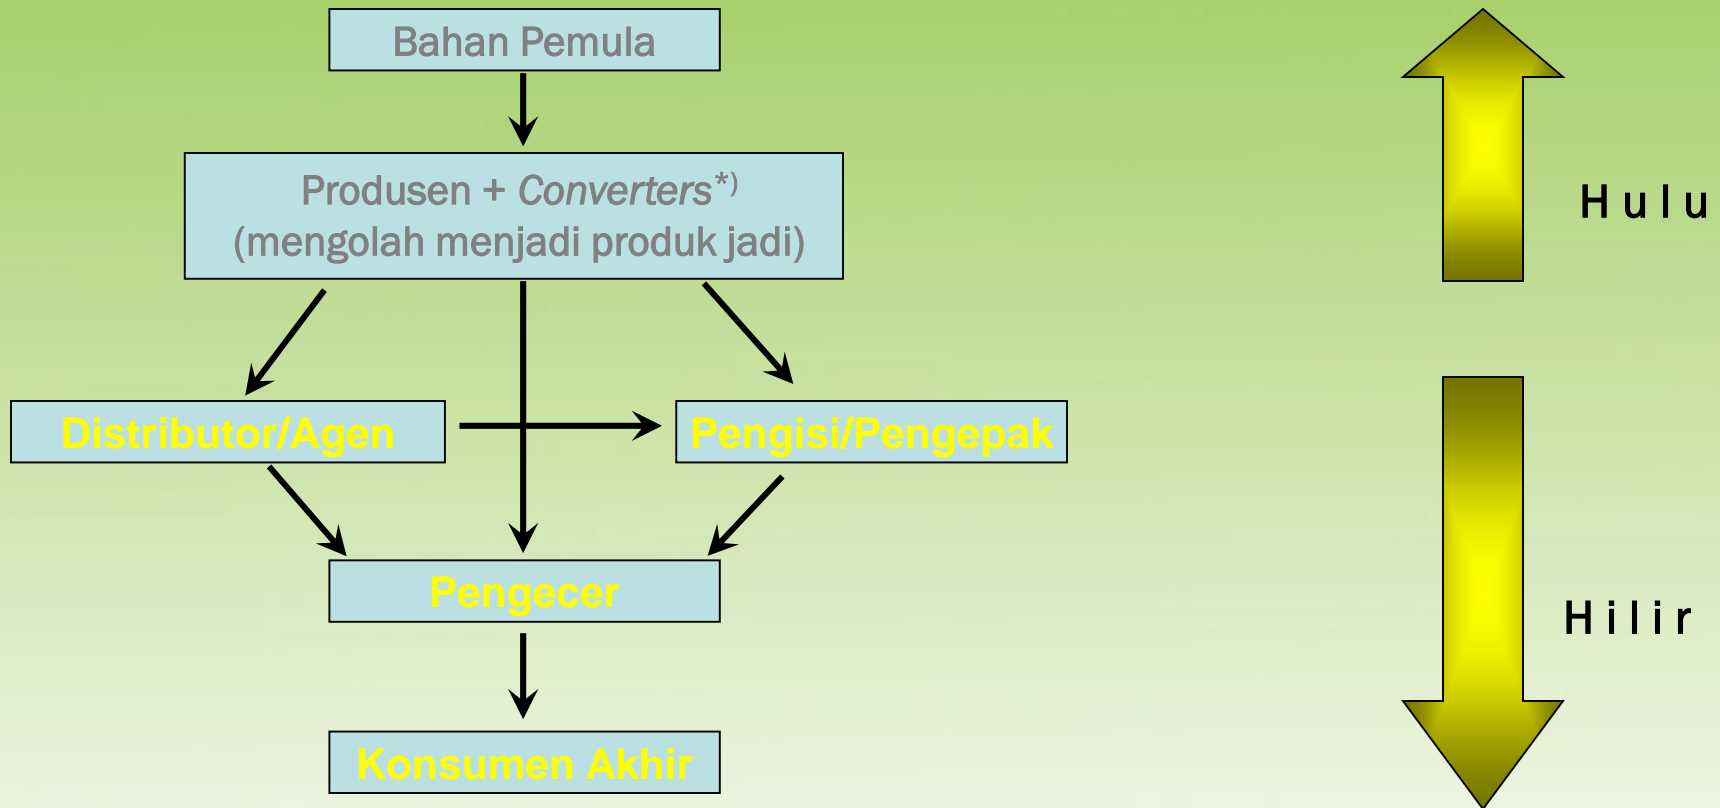 Bahan Pemula
Produsen + Converters*)
(mengolah menjadi produk jadi)
H u l u
Distributor/Agen
Pengisi/Pengepak
Pengecer
H i l i r
Konsumen Akhir